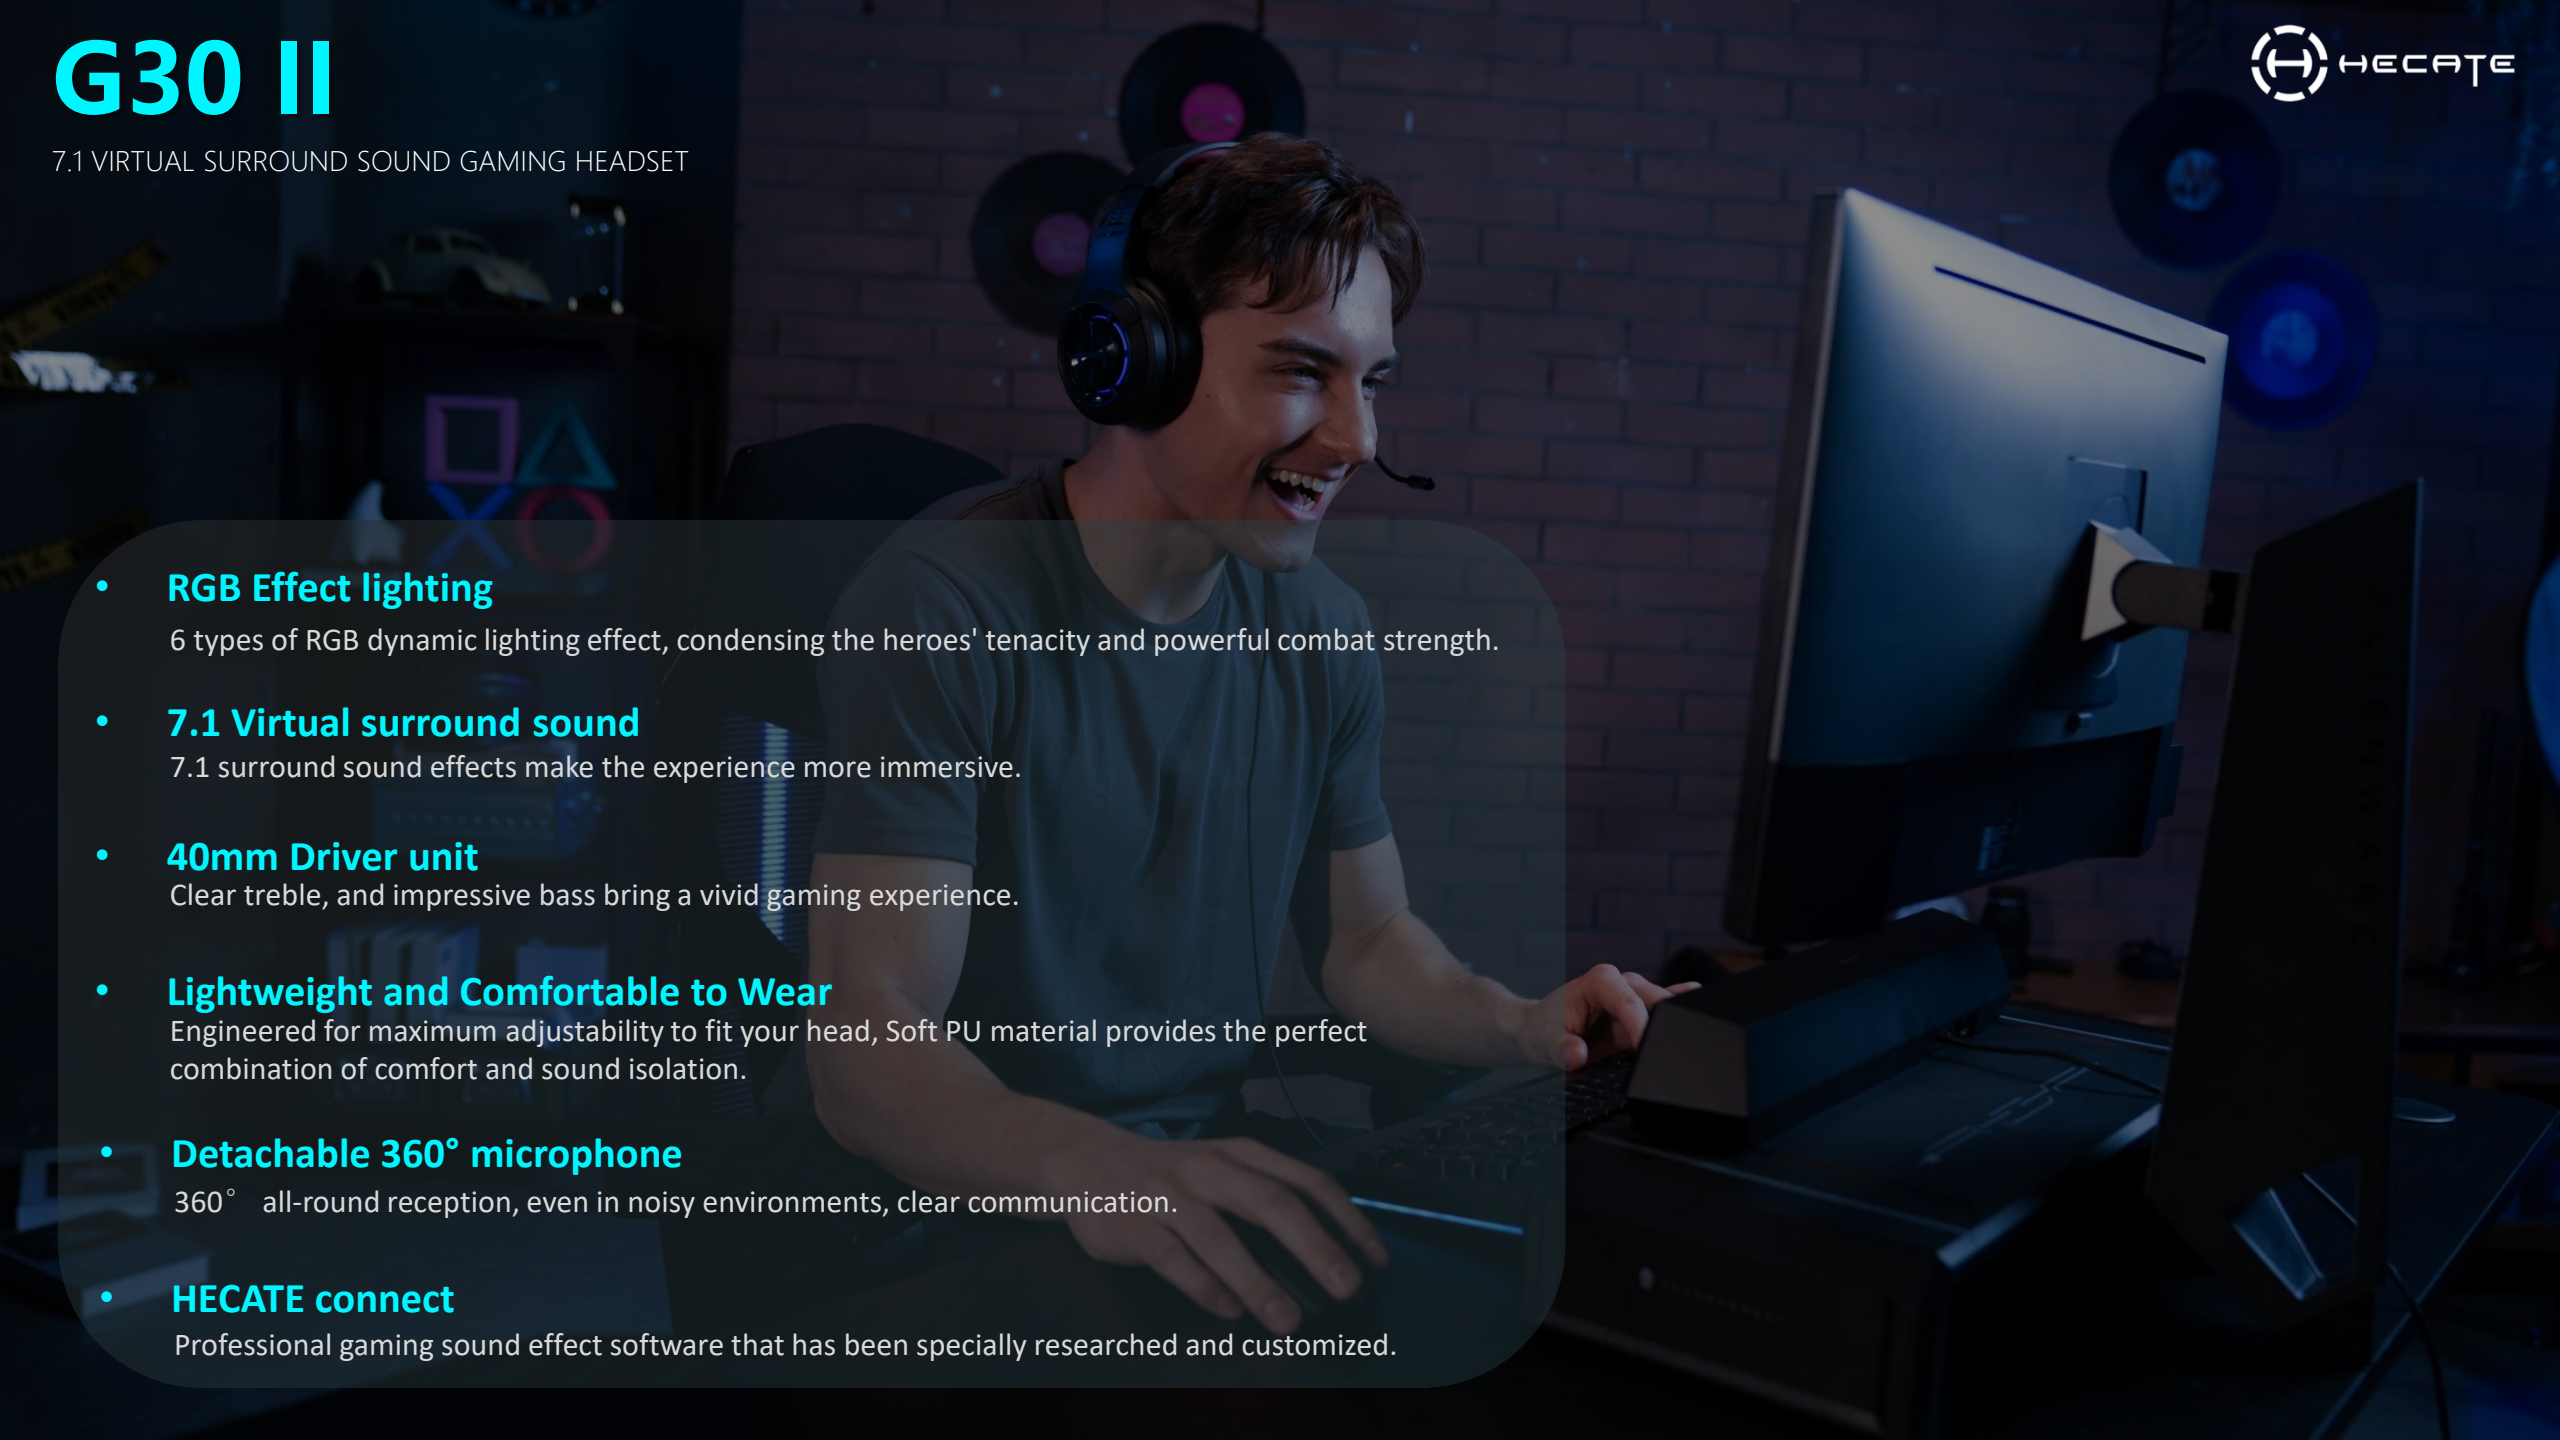 G30 II
HECATE
7.1 VIRTUAL SURROUND SOUND GAMING HEADSET
• RGB Effect lighting
6 types of RGB dynamic lighting effect, condensing the heroes' tenacity and powerful combat strength.
• 7.1 Virtual surround sound
7.1 surround sound effects make the experience more immersive.
• 40mm Driver unit
Clear treble, and impressive bass bring a vivid gaming experience.
• Lightweight and Comfortable to Wear
Engineered for maximum adjustability to fit your head, Soft PU material provides the perfect
combination of comfort and sound isolation.
• Detachable 360° microphone
360° all-round reception, even in noisy environments, clear communication.
• HECATE connect
Professional gaming sound effect software that has been specially researched and customized.